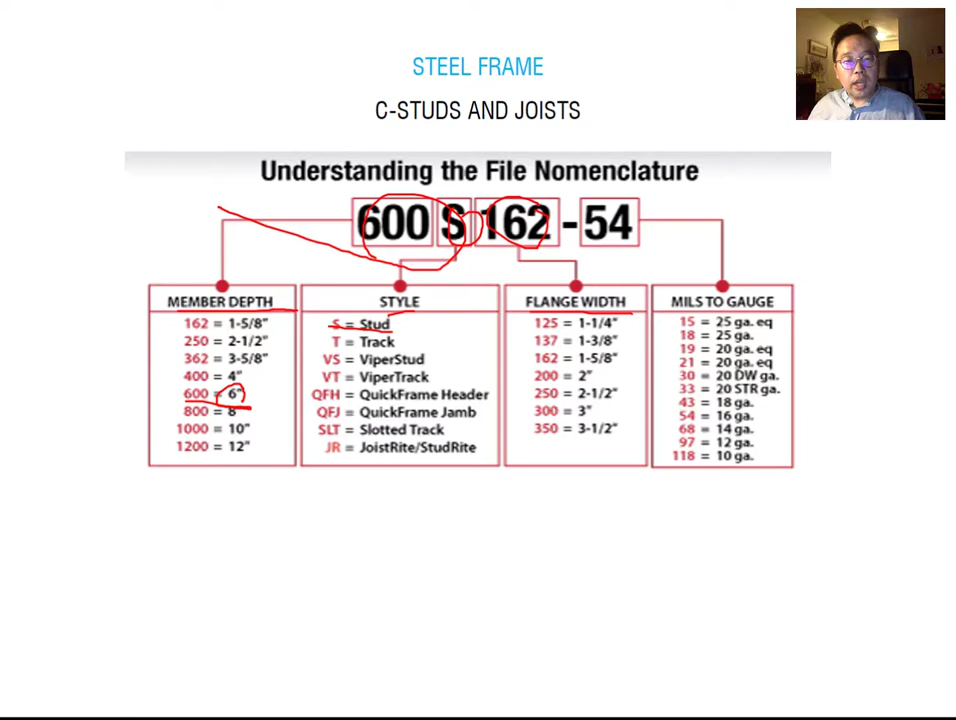 STEEL FRAME
C-STUDS AND JOISTS
Understanding the File Nomenclature
600 S 162 - 54
MEMBER DEPTH
162 = 1-5/8"
250 = 2-1/2"
362 = 3-5/8"
400 = 4"
600 = 6"
800 = 8"
1000 = 10"
1200 = 12"
STYLE
S = Stud
T = Track
VS = ViperStud
VT = ViperTrack
QFH = QuickFrame Header
QFJ = QuickFrame Jamb
SLT = Slotted Track
JR = JoistRite/StudRite
FLANGE WIDTH
125 = 1-1/4"
137 = 1-3/8"
162 = 1-5/8"
200 = 2"
250 = 2-1/2"
300 = 3"
350 = 3-1/2"
MILS TO GAUGE
15 = 25 ga. eq
18 = 25 ga.
19 = 20 ga. eq
21 = 20 ga. eq
30 = 20 DW ga.
33 = 20 STR ga.
43 = 18 ga.
54 = 16 ga.
68 = 14 ga.
97 = 12 ga.
118 = 10 ga.